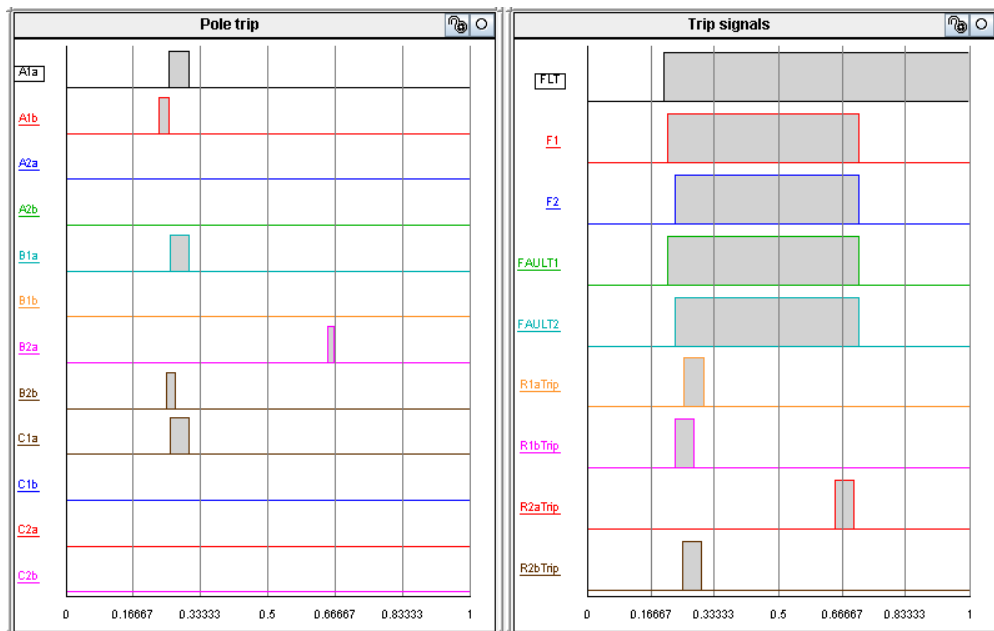 Pole trip
A1a
A1b
A2a
A2b
B1a
B1b
B2a
B2b
C1a
C1b
C2a
C2b
0 0.16667 0.33333 0.5 0.66667 0.83333 1
Trip signals
FLT
F1
F2
FAULT1
FAULT2
R1aTrip
R1bTrip
R2aTrip
R2bTrip
0 0.16667 0.33333 0.5 0.66667 0.83333 1